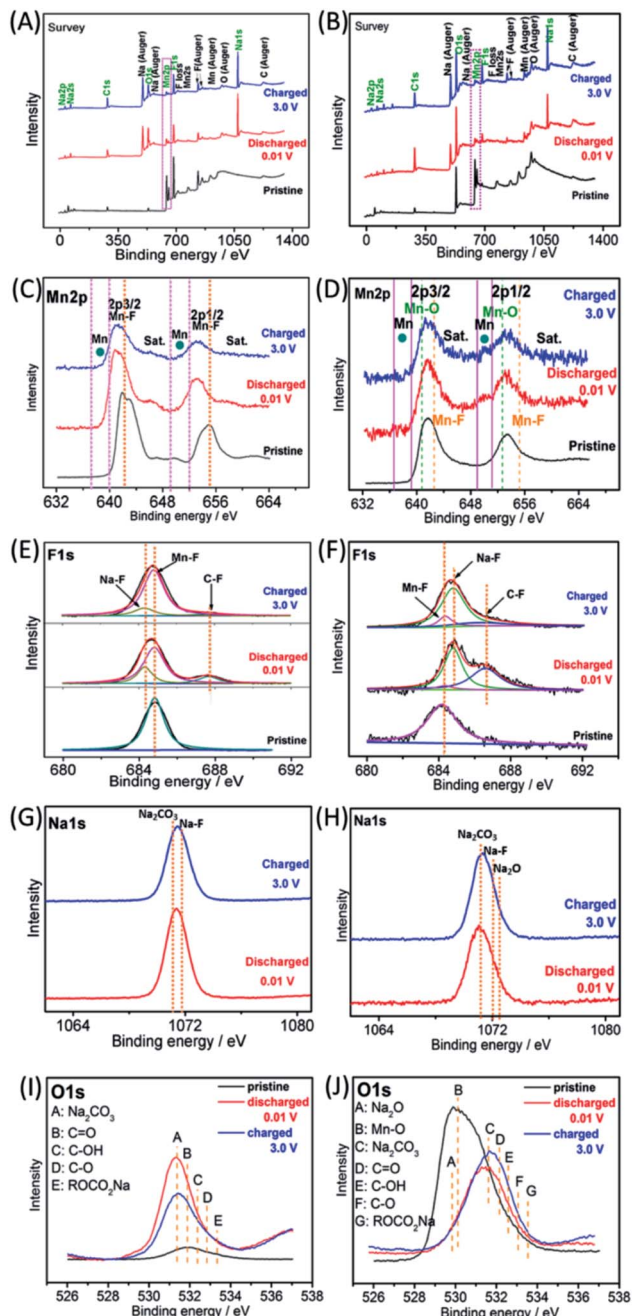 (A)
Survey
Na2p
Na2s
C1s
Na (Auger)
O1s
Na (Auger)
Mn2p
F1s
F loss
Mn2s
F(Auger)
Mn (Auger)
O (Auger)
Na1s
C (Auger)
Charged
3.0 V
Discharged
0.01 V
Pristine
Intensity
0 350 700 1050 1400
Binding energy / eV
(B)
Survey
Na2p
Na2s
C1s
Na (Auger)
O1s
Na (Auger)
Mn2p
F1s
F loss
Mn2s
F (Auger)
Mn (Auger)
O (Auger)
Na1s
C (Auger)
Charged
3.0 V
Discharged
0.01 V
Pristine
Intensity
0 350 700 1050 1400
Binding energy / eV
(C)
Mn2p
2p3/2
Mn-F
2p1/2
Mn-F
Mn
Sat.
Mn
Sat.
Charged
3.0 V
Discharged
0.01 V
Pristine
Intensity
632 640 648 656 664
Binding energy / eV
(D)
Mn2p
2p3/2
Mn-O
2p1/2
Mn
Sat.
Mn
Sat.
Charged
3.0 V
Discharged
0.01 V
Mn-F
Mn-F
Pristine
Intensity
632 640 648 656 664
Binding energy / eV
(E)
F1s
Mn-F
Na-F
C-F
Charged
3.0 V
Discharged
0.01 V
Pristine
Intensity
680 684 688 692
Binding energy / eV
(F)
F1s
Na-F
Mn-F
C-F
Charged
3.0 V
Discharged
0.01 V
Pristine
Intensity
680 684 688 692
Binding energy / eV
(G)
Na1s
Na₂CO₃
Na-F
Charged
3.0 V
Discharged
0.01 V
Intensity
1064 1072 1080
Binding energy / eV
(H)
Na1s
Na₂CO₃
Na-F
Na₂O
Charged
3.0 V
Discharged
0.01 V
Intensity
1064 1072 1080
Binding energy / eV
(I)
O1s
A: Na₂CO₃
B: C=O
C: C-OH
D: C-O
E: ROCO₂Na
pristine
discharged
0.01 V
charged
3.0 V
A
B
C
D
E
Intensity
526 528 530 532 534 536 538
Binding energy / eV
(J)
O1s
A: Na₂O
B: Mn-O
C: Na₂CO₃
D: C=O
E: C-OH
F: C-O
G: ROCO₂Na
pristine
discharged
0.01 V
charged
3.0 V
B
C
D
A
E
F
G
Intensity
526 528 530 532 534 536 538
Binding energy / eV